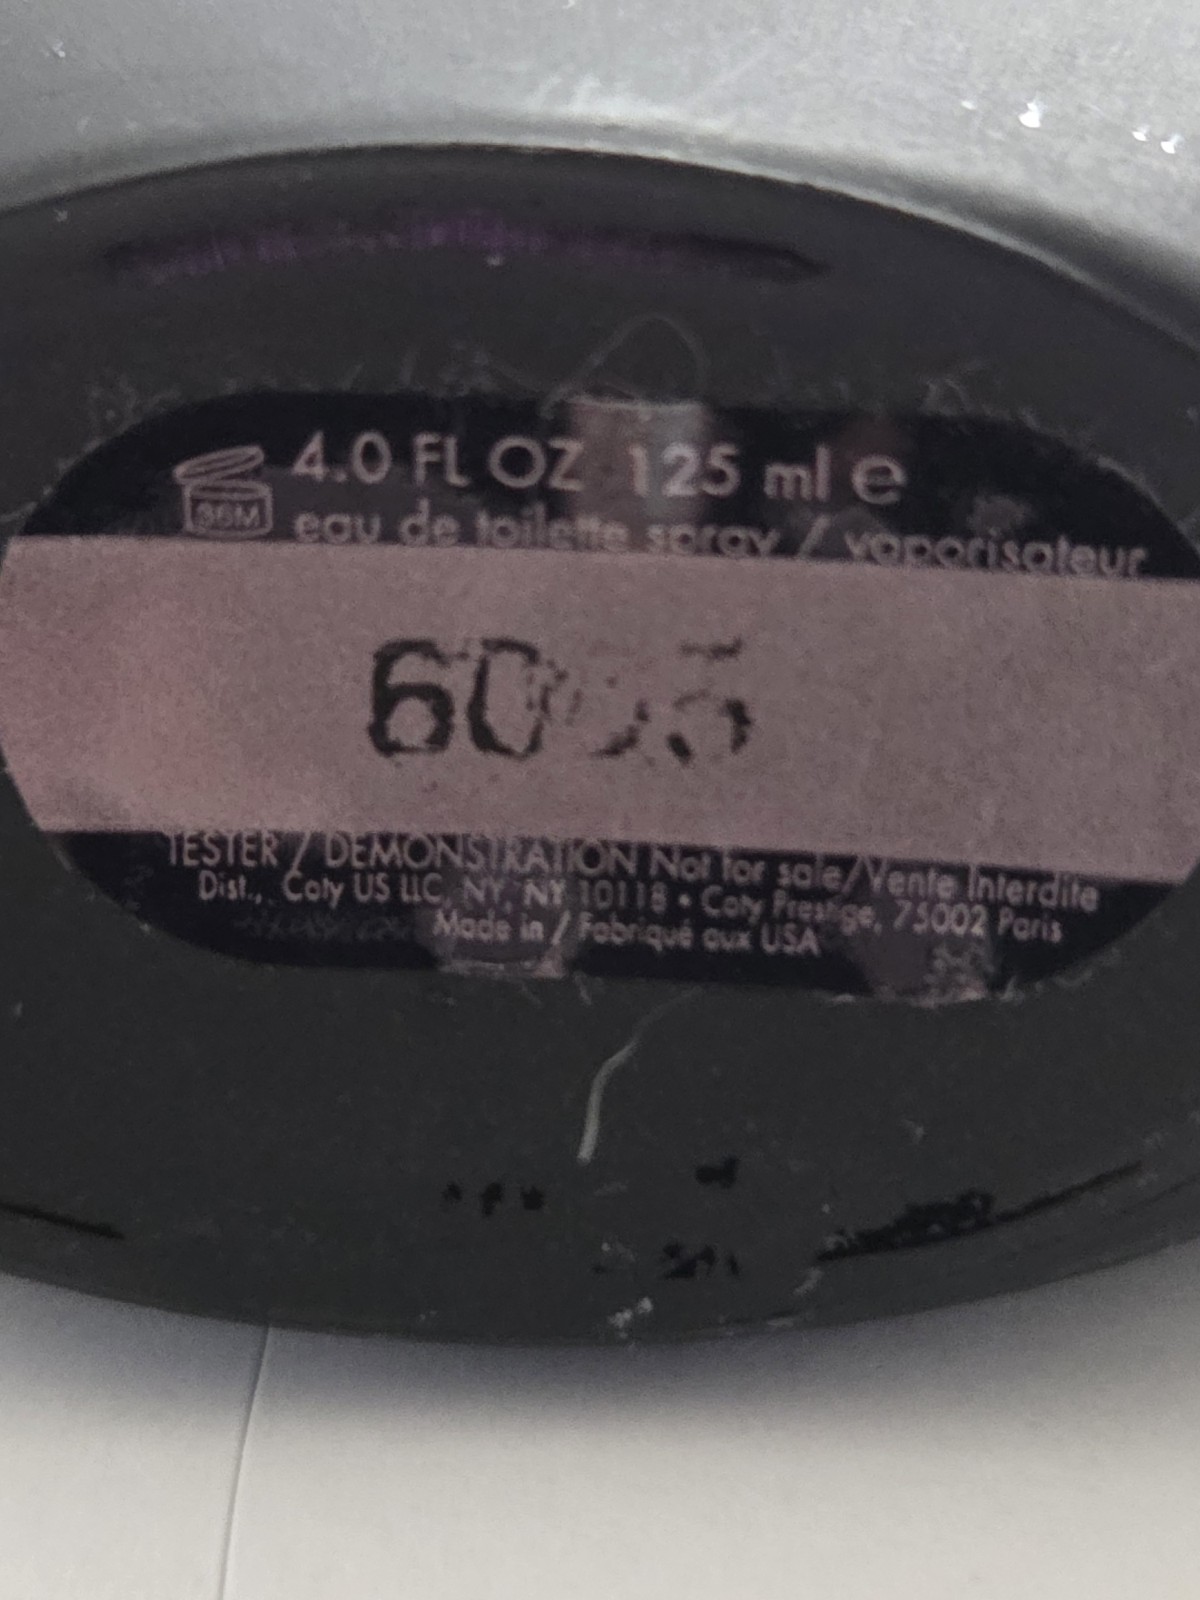 4.0 FL OZ 125 ml e
36M
eau de toilette spray / vaporisateur
TESTER / DEMONSTRATION Not for sale/Vente Interdite
Dist., Coty US LLC, NY, NY 10118 • Coty Prestige, 75002 Paris
Made in / Fabriqué aux USA